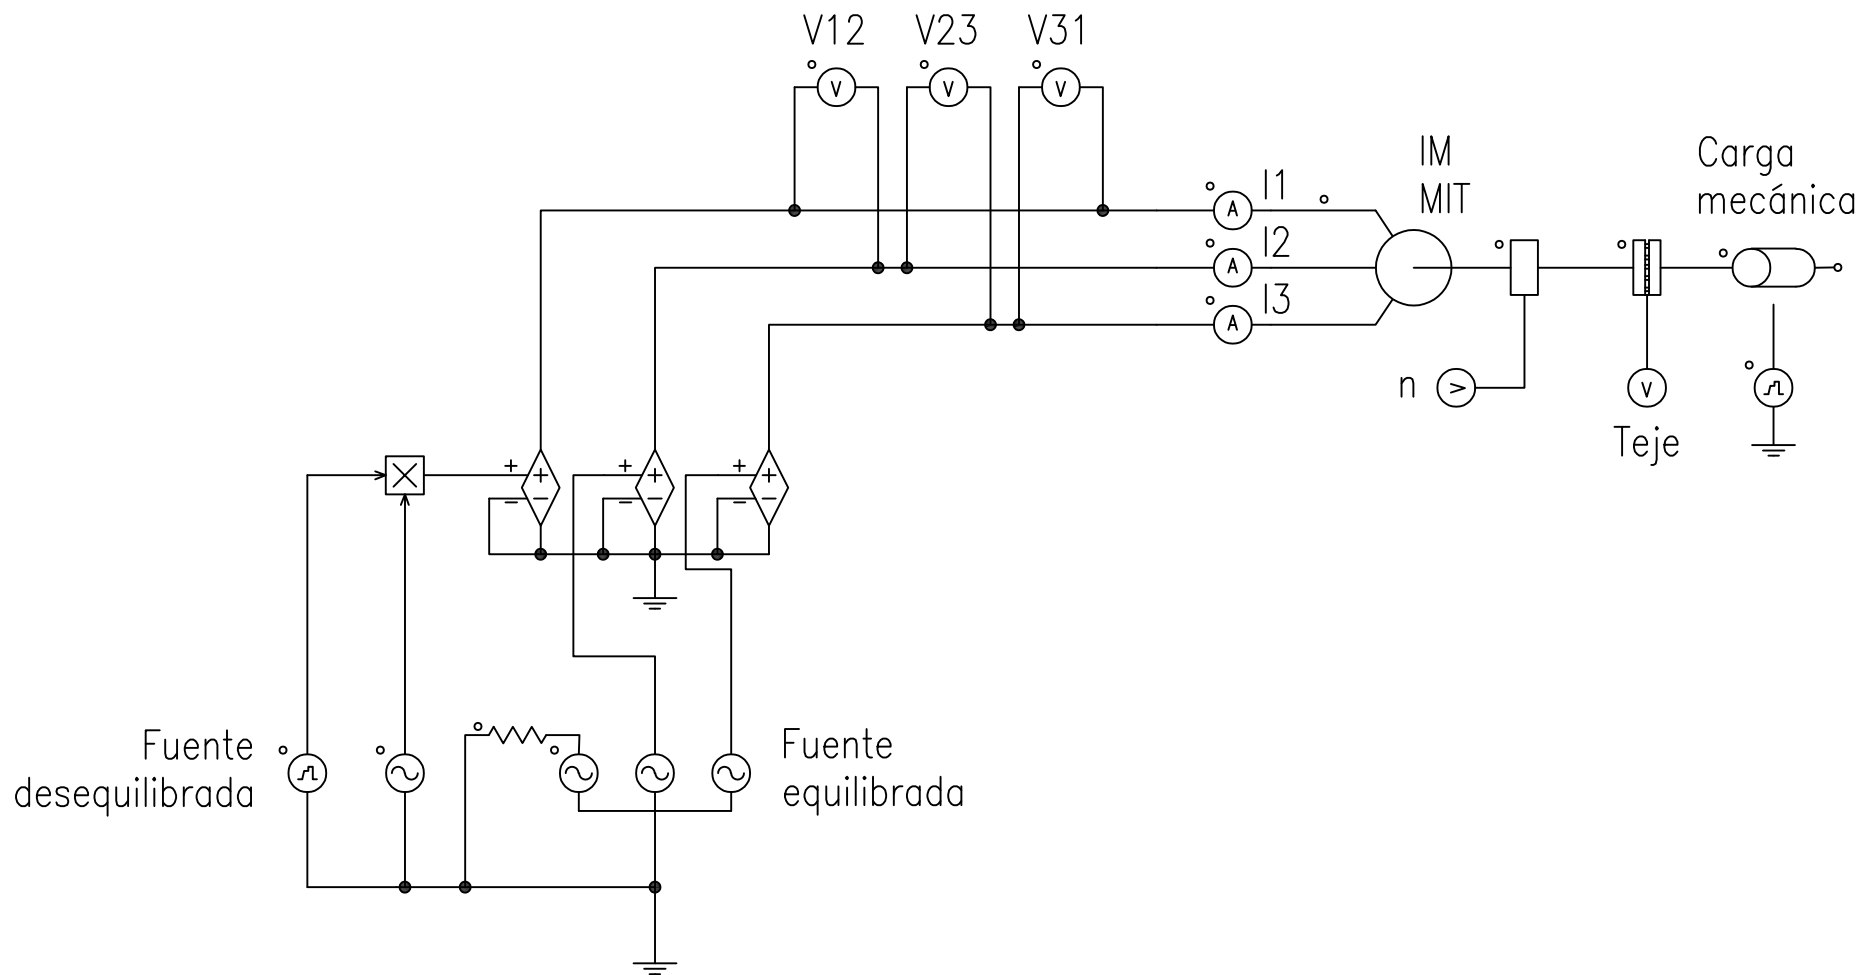 V12 V23 V31
IM
MIT
Carga
mecánica
I1
I2
I3
A
A
A
V V V
n V
V
Teje
Fuente
desequilibrada
Fuente
equilibrada